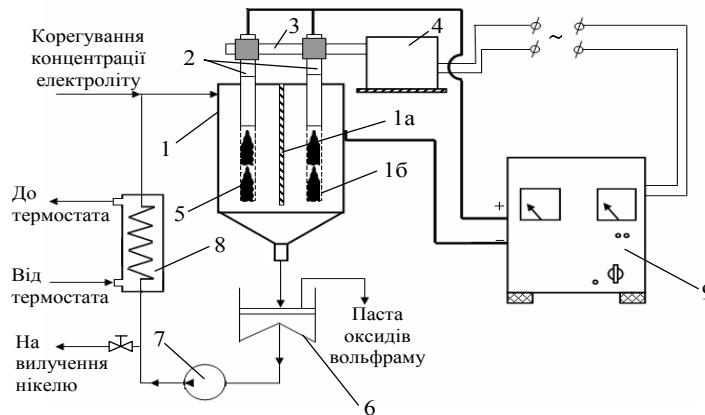 Корегування
концентрації
електроліту
2
3
4
~
1
1а
1б
5
+
−
До
термостата
8
Від
термостата
9
На
вилучення
нікелю
7
6
Паста
оксидів
вольфраму